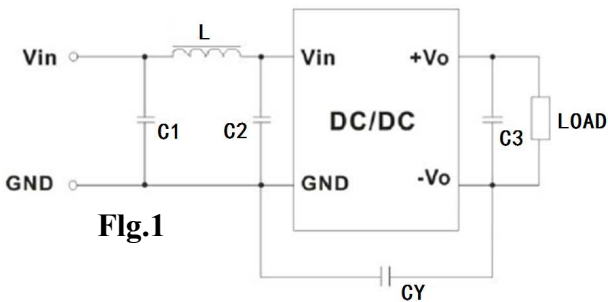 L
Vin
Vin
+Vo
C1
C2
DC/DC
C3
LOAD
GND
GND
-Vo
Flg.1
CY